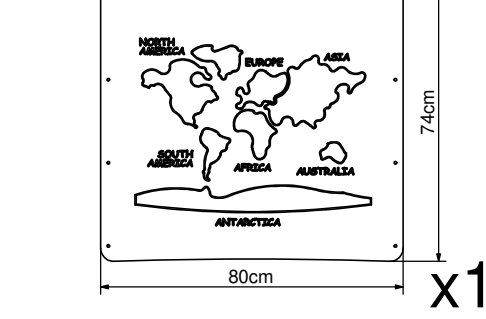 NORTH
AMERICA
EUROPE
ASIA
SOUTH
AMERICA
AFRICA
AUSTRALIA
ANTARCTICA
74cm
80cm
x1